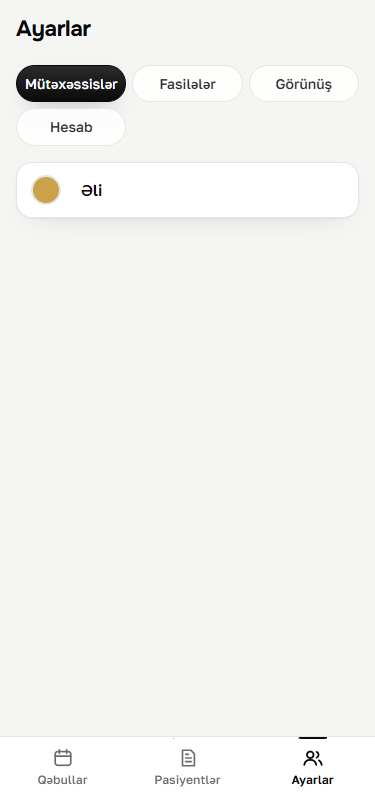 Ayarlar
Mütəxəssislər
Fasilələr
Görünüş
Hesab
Əli
Qəbullar
Pasiyentlər
Ayarlar